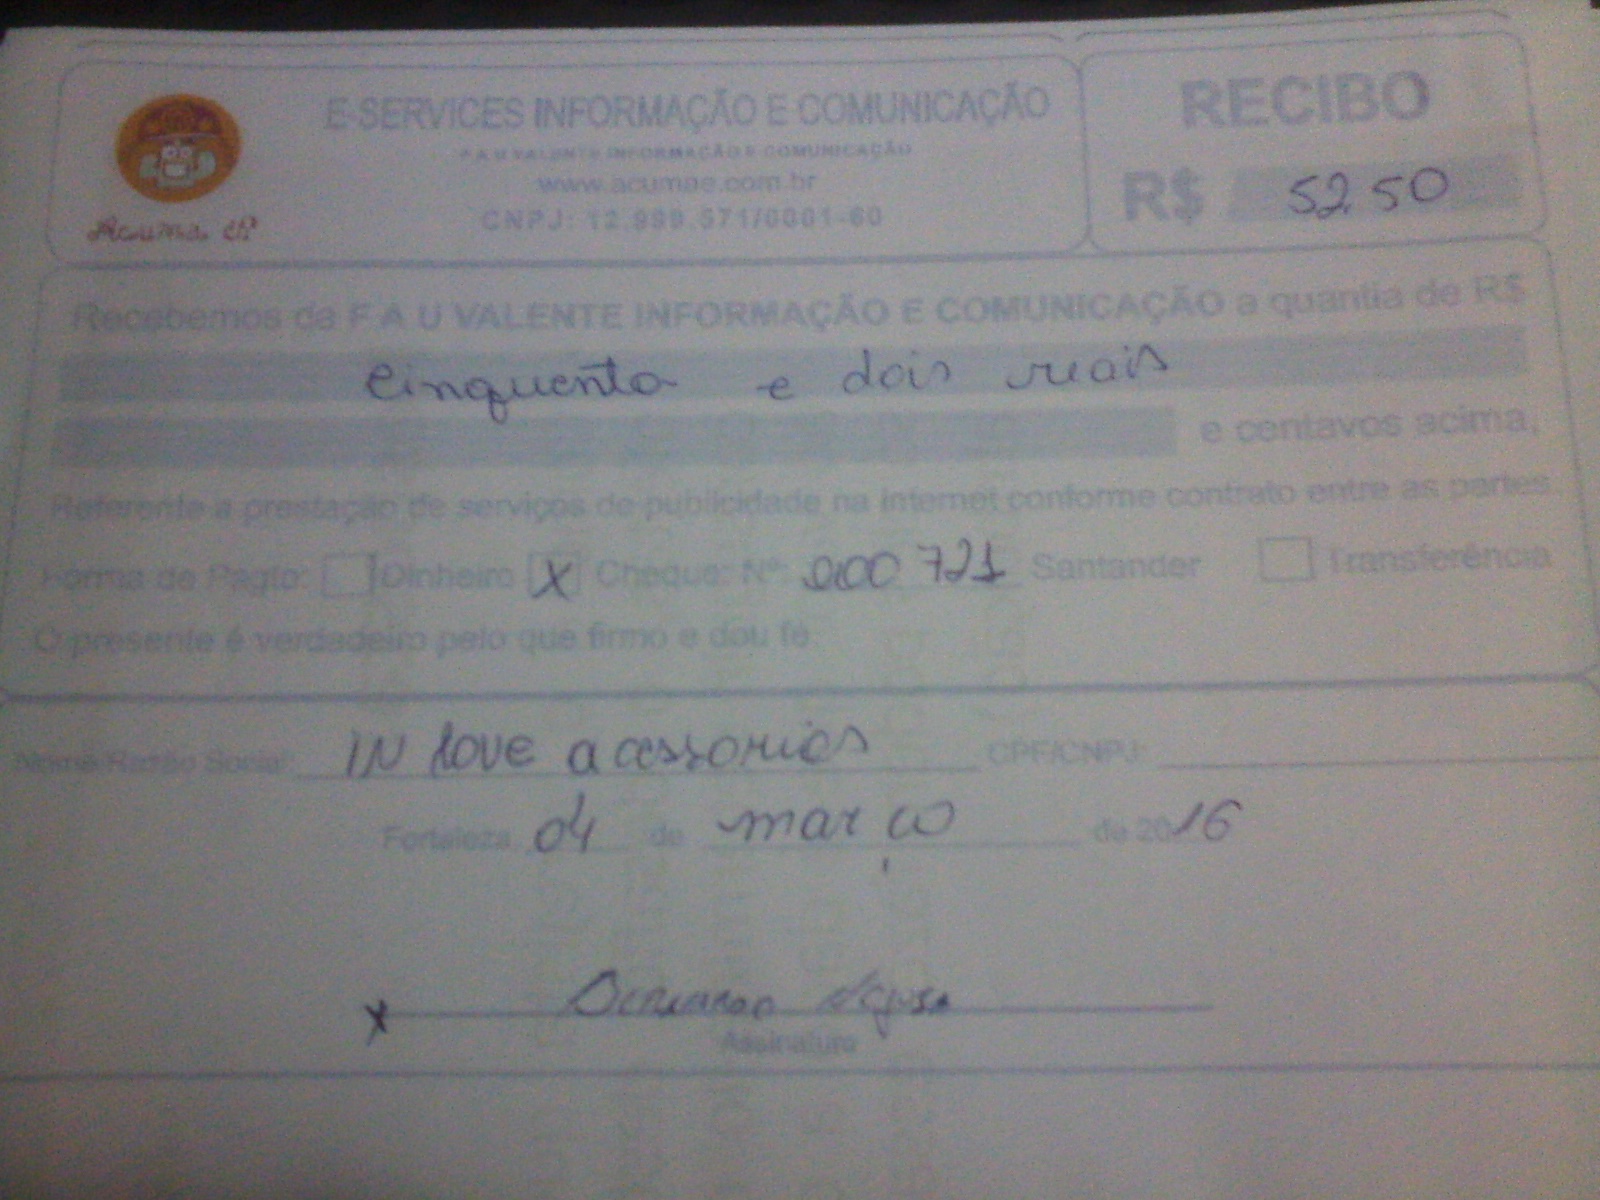 E-SERVICES INFORMAÇÃO E COMUNICAÇÃO
F A U VALENTE INFORMAÇÃO E COMUNICAÇÃO
www.acumae.com.br
CNPJ: 12.999.571/0001-60
RECIBO
R$ 52,50
Recebemos da F A U VALENTE INFORMAÇÃO E COMUNICAÇÃO a quantia de R$
Cinquenta e dois reais
e centavos acima,
Referente a prestação de serviços de publicidade na Internet conforme contrato entre as partes.
Forma de Pagto: Dinheiro X Cheque: Nº: 000721 Santander Transferência
O presente é verdadeiro pelo que firmo e dou fé.
Nome/Razão Social: IN love acessorios CPF/CNPJ:
Fortaleza, 04 de março de 2016
x
Assinatura